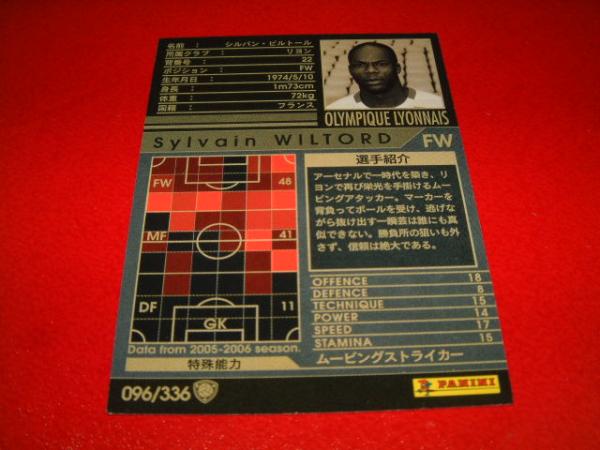 名前 : シルバン・ビルトール
所属クラブ : リヨン
背番号 : 22
ポジション : FW
生年月日 : 1974/5/10
身長 : 1m73cm
体重 : 72kg
国籍 : フランス
OLYMPIQUE LYONNAIS
Sylvain WILTORD FW
FW 48
MF 41
DF 11
GK
Data from 2005-2006 season.
選手紹介
アーセナルで一時代を築き、リ
ヨンで再び栄光を手掛けるムー
ビングアタッカー。マーカーを
背負ってボールを受け、逃げな
がら抜け出す一瞬芸は誰にも真
似できない。勝負所の狙いも外
さず、信頼は絶大である。
OFFENCE 18
DEFENCE 8
TECHNIQUE 15
POWER 14
SPEED 17
STAMINA 15
特殊能力 ムービングストライカー
096/336
PANINI